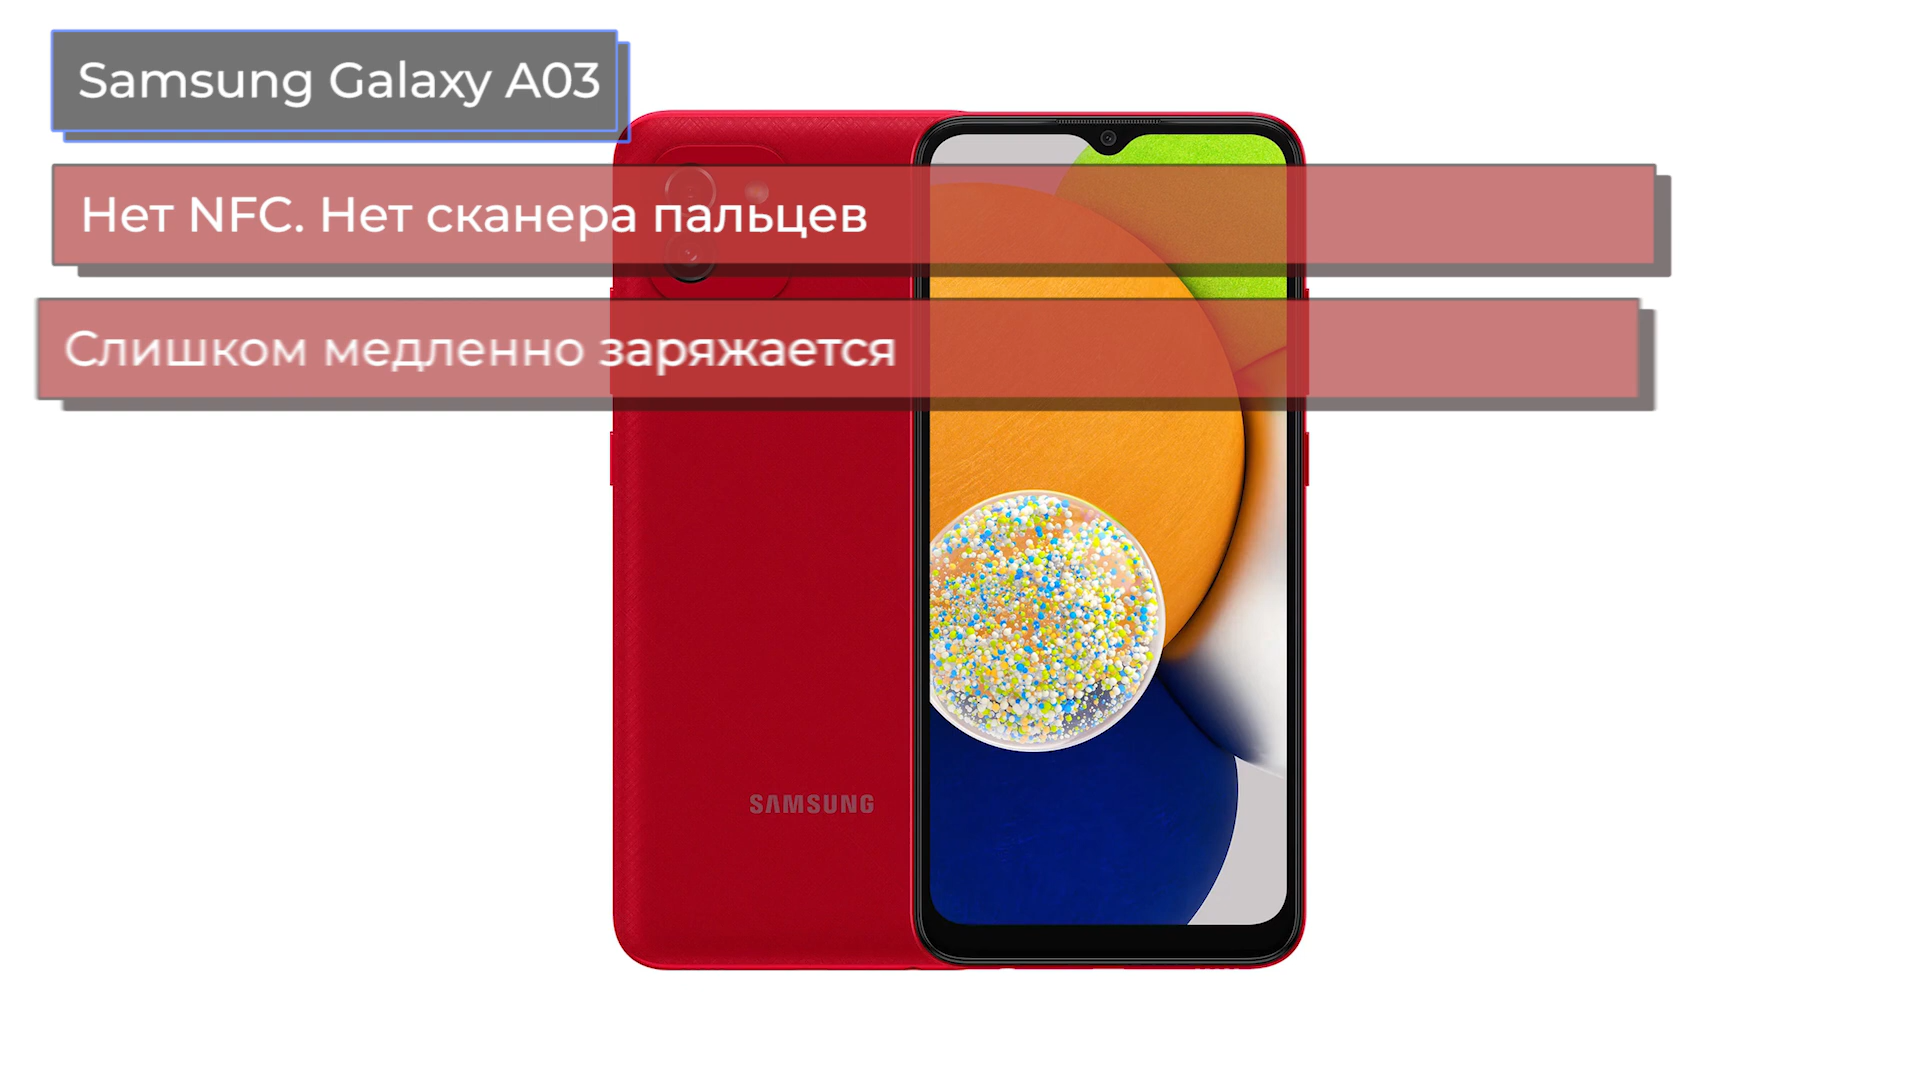 Samsung Galaxy A03
Нет NFC. Нет сканера пальцев
Слишком медленно заряжается
SAMSUNG